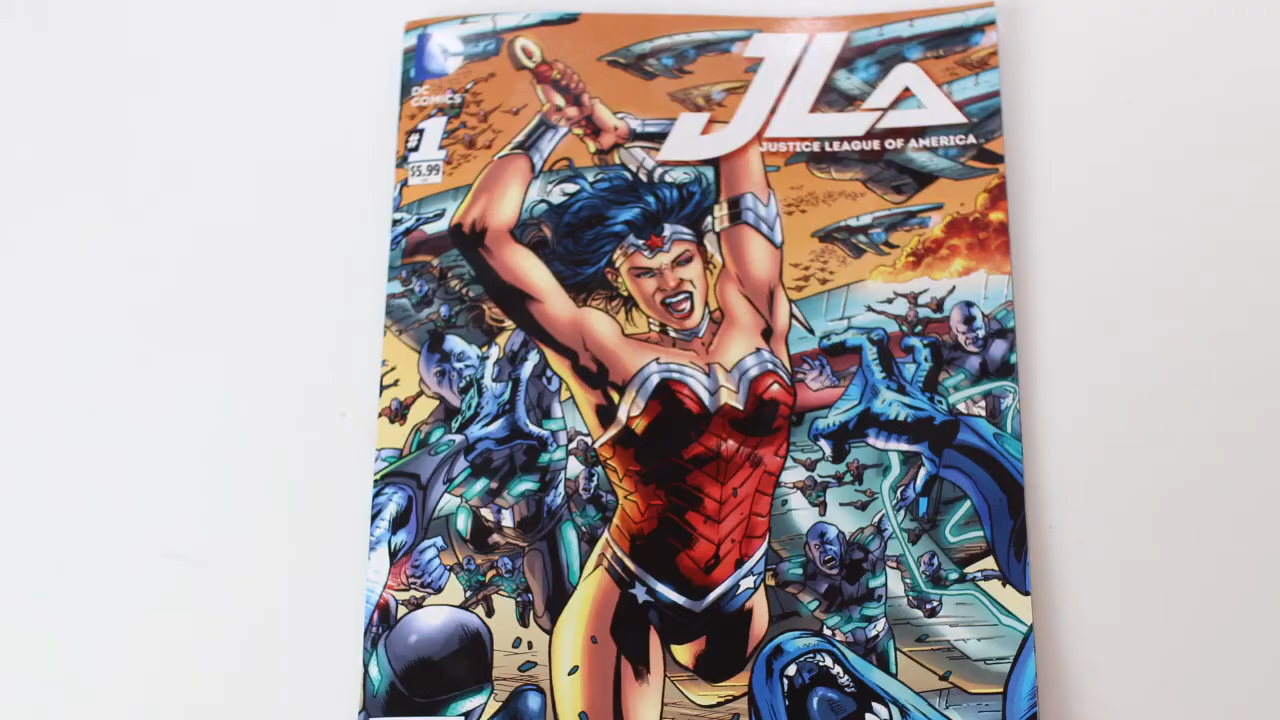 JLA
DC
COMICS
JUSTICE LEAGUE OF AMERICA
#1
$5.99